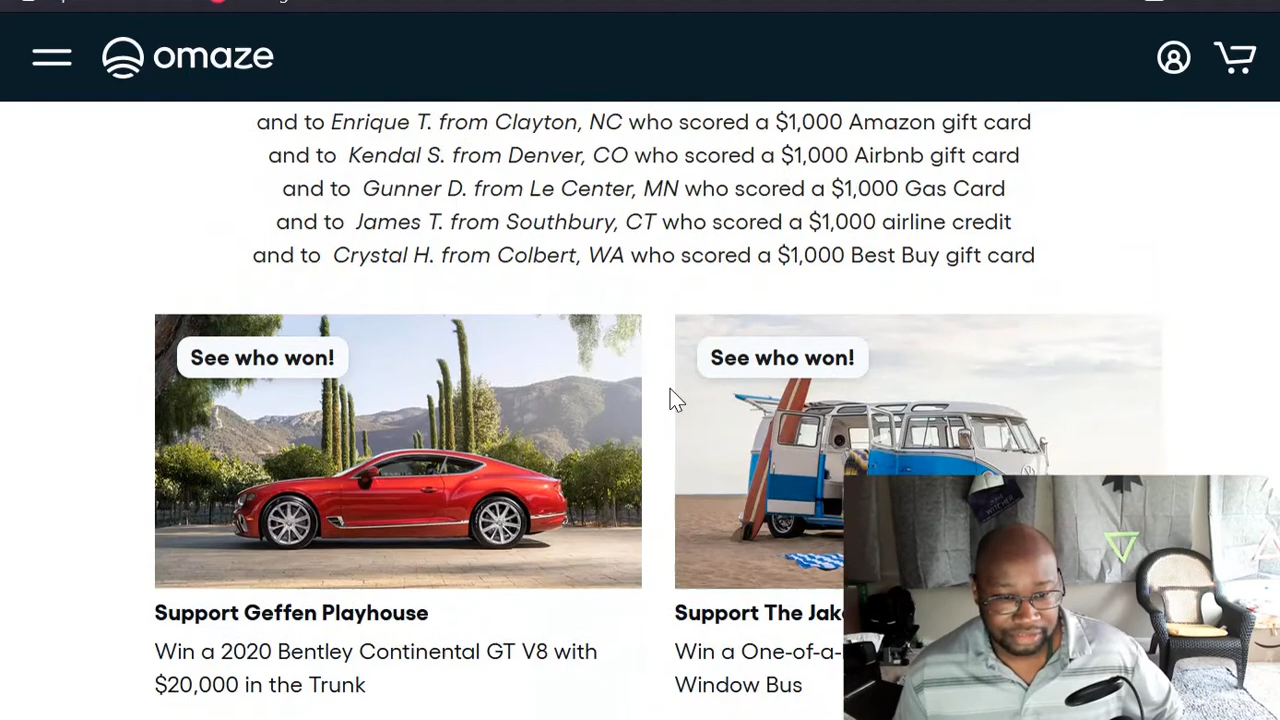 omaze
and to Enrique T. from Clayton, NC who scored a $1,000 Amazon gift card
and to Kendal S. from Denver, CO who scored a $1,000 Airbnb gift card
and to Gunner D. from Le Center, MN who scored a $1,000 Gas Card
and to James T. from Southbury, CT who scored a $1,000 airline credit
and to Crystal H. from Colbert, WA who scored a $1,000 Best Buy gift card
See who won!
See who won!
Support Geffen Playhouse
Win a 2020 Bentley Continental GT V8 with
$20,000 in the Trunk
Support The Jak
Win a One-of-a-
Window Bus